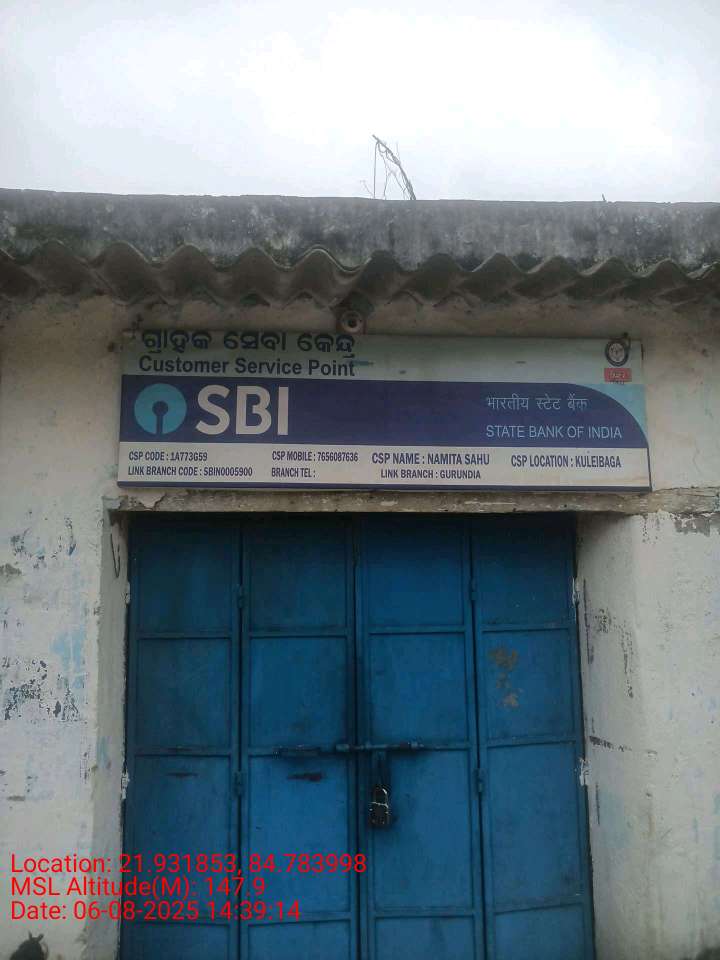 ଗ୍ରାହକ ସେବା କେନ୍ଦ୍ର
Customer Service Point
SBI
भारतीय स्टेट बैंक
STATE BANK OF INDIA
CSP CODE : 1A773G59 CSP MOBILE : 7656087636 CSP NAME : NAMITA SAHU CSP LOCATION : KULEIBAGA
LINK BRANCH CODE : SBIN0005900 BRANCH TEL : LINK BRANCH : GURUNDIA
Location: 21.931853, 84.783998
MSL Altitude(M): 147.9
Date: 06-08-2025 14:39:14